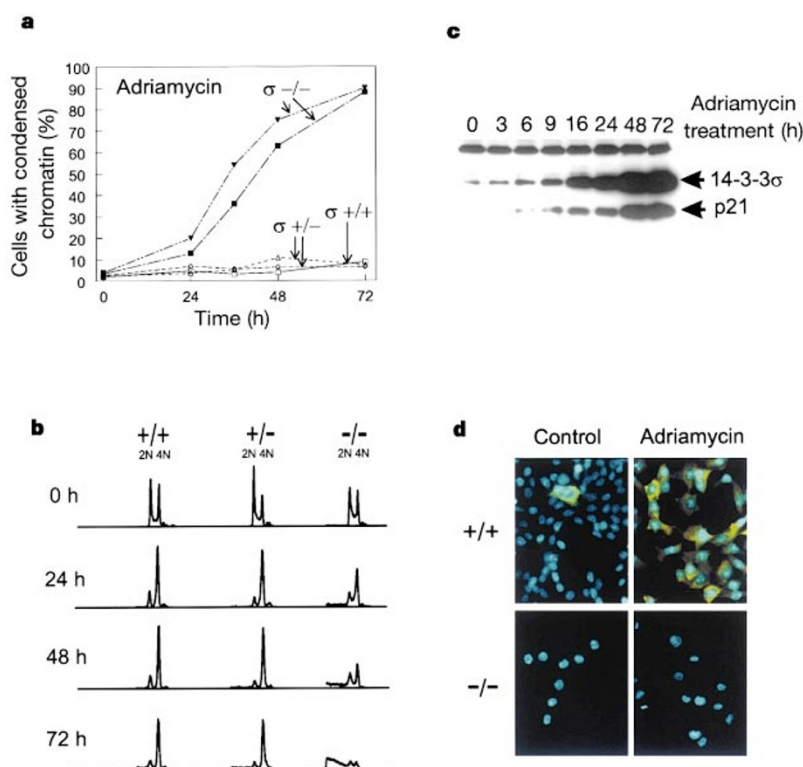 a
Adriamycin
σ –/–
σ +/–
σ +/+
Cells with condensed
chromatin (%)
100
90
80
70
60
50
40
30
20
10
0
0 24 48 72
Time (h)
c
0 3 6 9 16 24 48 72
Adriamycin
treatment (h)
14-3-3σ
p21
b
+/+ +/- -/-
2N 4N 2N 4N 2N 4N
0 h
24 h
48 h
72 h
d
Control Adriamycin
+/+
−/−